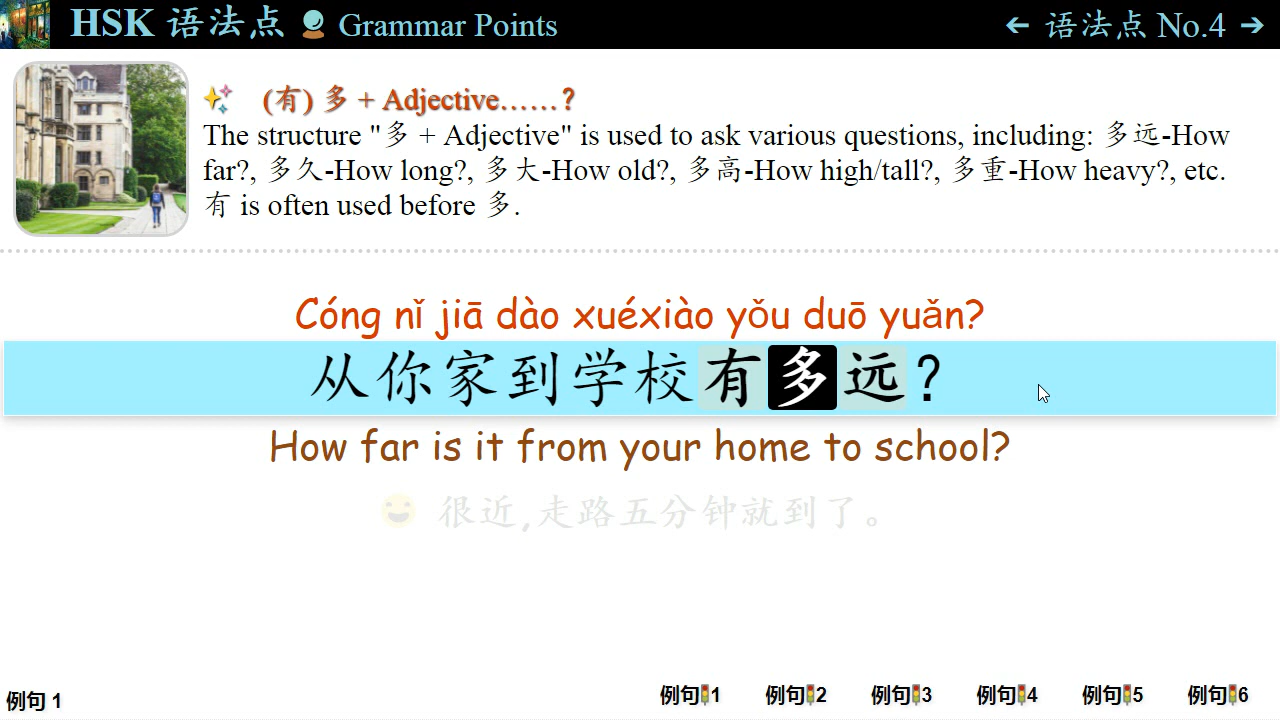 HSK 语法点 Grammar Points
← 语法点 No.4 →
(有) 多 + Adjective……?
The structure "多 + Adjective" is used to ask various questions, including: 多远-How
far?, 多久-How long?, 多大-How old?, 多高-How high/tall?, 多重-How heavy?, etc.
有 is often used before 多.
Cóng nǐ jiā dào xuéxiào yǒu duō yuǎn?
从你家到学校有多远?
How far is it from your home to school?
很近,走路五分钟就到了。
例句 1
例句1 例句2 例句3 例句4 例句5 例句6